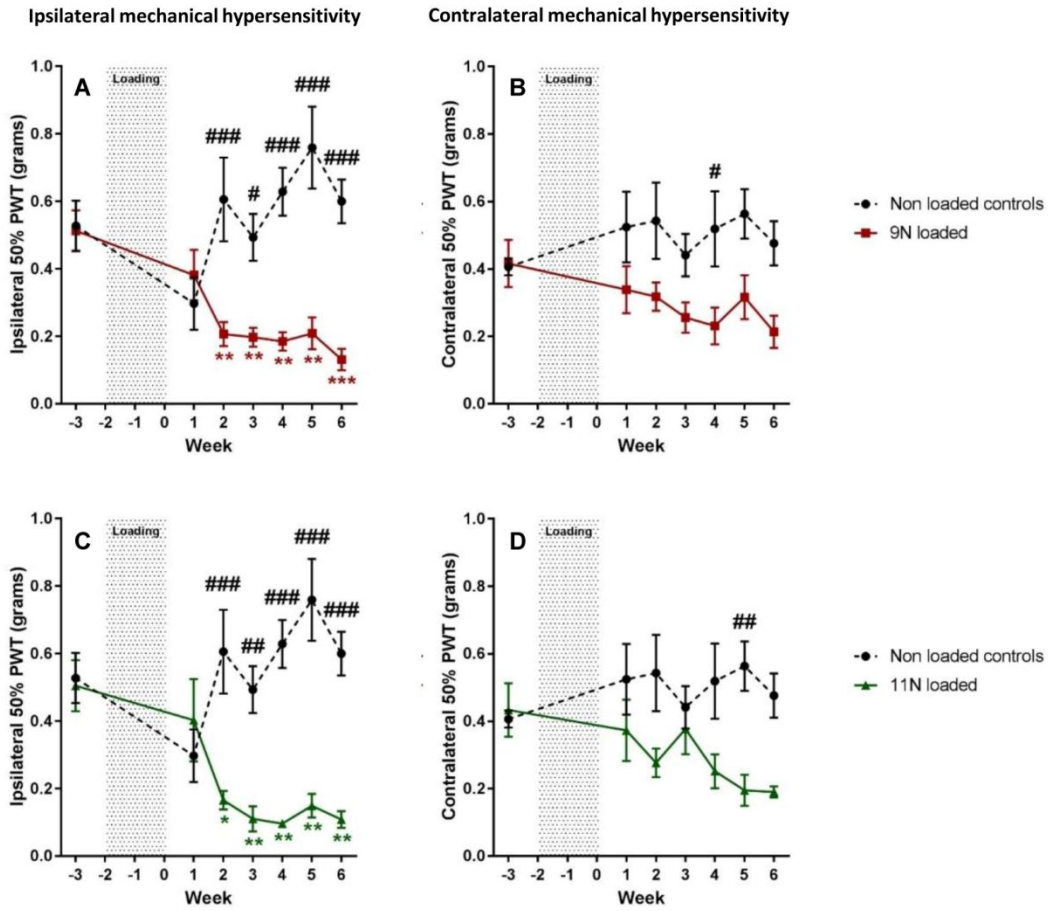 Ipsilateral mechanical hypersensitivity
Contralateral mechanical hypersensitivity
A
Loading
Ipsilateral 50% PWT (grams)
1.0
0.8
0.6
0.4
0.2
0.0
###
#
###
###
###
**
**
**
**
***
-3 -2 -1 0 1 2 3 4 5 6
Week
B
Loading
Contralateral 50% PWT (grams)
1.0
0.8
0.6
0.4
0.2
0.0
#
-3 -2 -1 0 1 2 3 4 5 6
Week
Non loaded controls
9N loaded
C
Loading
Ipsilateral 50% PWT (grams)
1.0
0.8
0.6
0.4
0.2
0.0
###
##
###
###
###
*
**
**
**
**
-3 -2 -1 0 1 2 3 4 5 6
Week
D
Loading
Contralateral 50% PWT (grams)
1.0
0.8
0.6
0.4
0.2
0.0
##
-3 -2 -1 0 1 2 3 4 5 6
Week
Non loaded controls
11N loaded